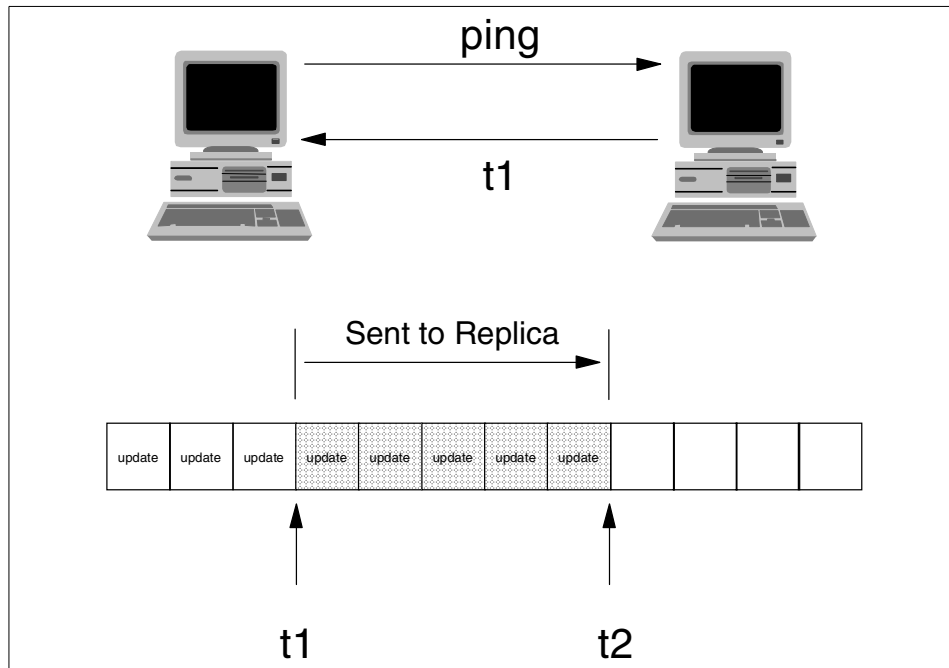 ping
t1
Sent to Replica
update update update update update update update update
t1 t2